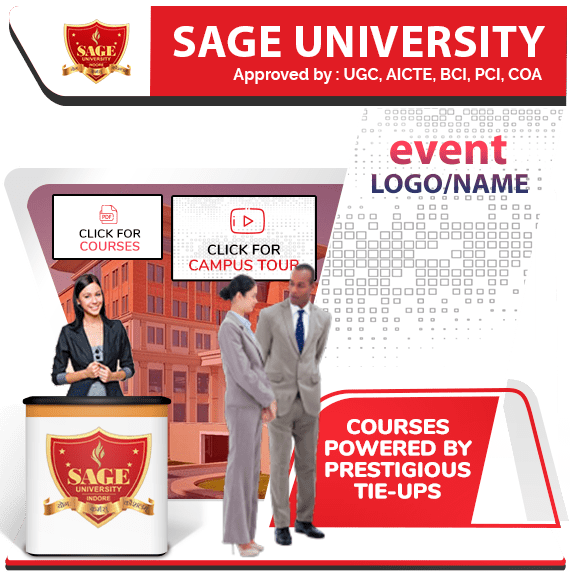 SAGE
UNIVERSITY
INDORE
SAGE UNIVERSITY
Approved by : UGC, AICTE, BCI, PCI, COA
event
LOGO/NAME
PDF
CLICK FOR
COURSES
CLICK FOR
CAMPUS TOUR
COURSES
POWERED BY
PRESTIGIOUS
TIE-UPS
SAGE
UNIVERSITY
INDORE